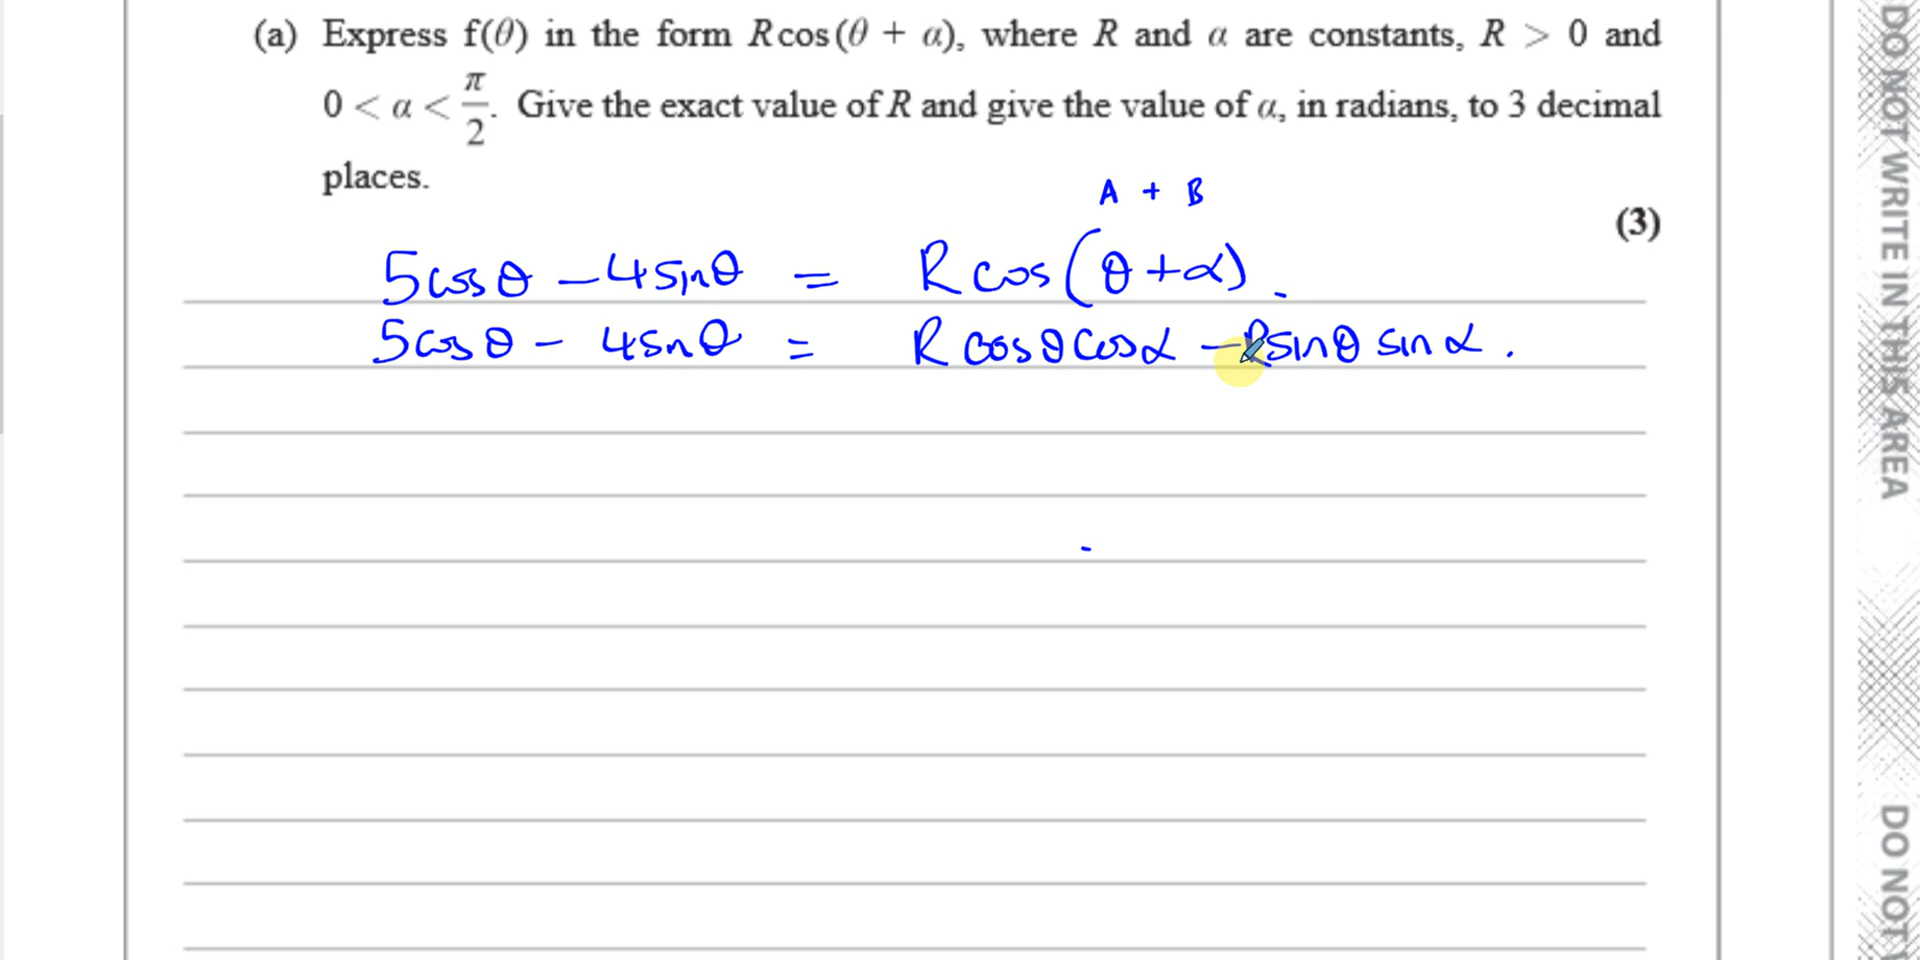 (a) Express f(θ) in the form R cos(θ + α), where R and α are constants, R > 0 and
0 < α < π/2. Give the exact value of R and give the value of α, in radians, to 3 decimal
places.
A + B
(3)
5cosθ − 4sinθ = Rcos(θ+α).
5cosθ − 4sinθ = Rcosθcosα − Rsinθ sinα.
DO NOT WRITE IN THIS AREA
DO NOT